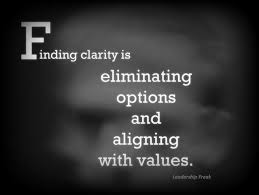 Finding clarity is
eliminating
options
and
aligning
with values.
Leadership Freak